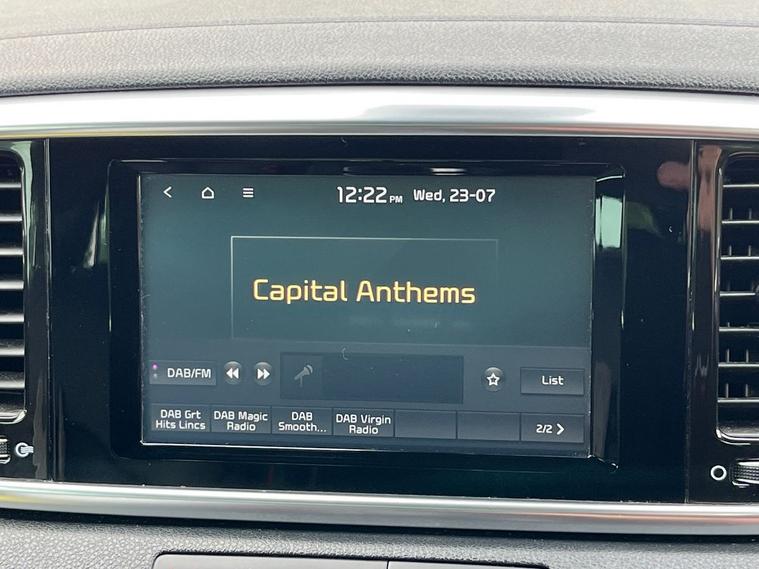 12:22 PM Wed, 23-07
Capital Anthems
DAB/FM
List
DAB Grt
Hits Lincs
DAB Magic
Radio
DAB
Smooth...
DAB Virgin
Radio
2/2